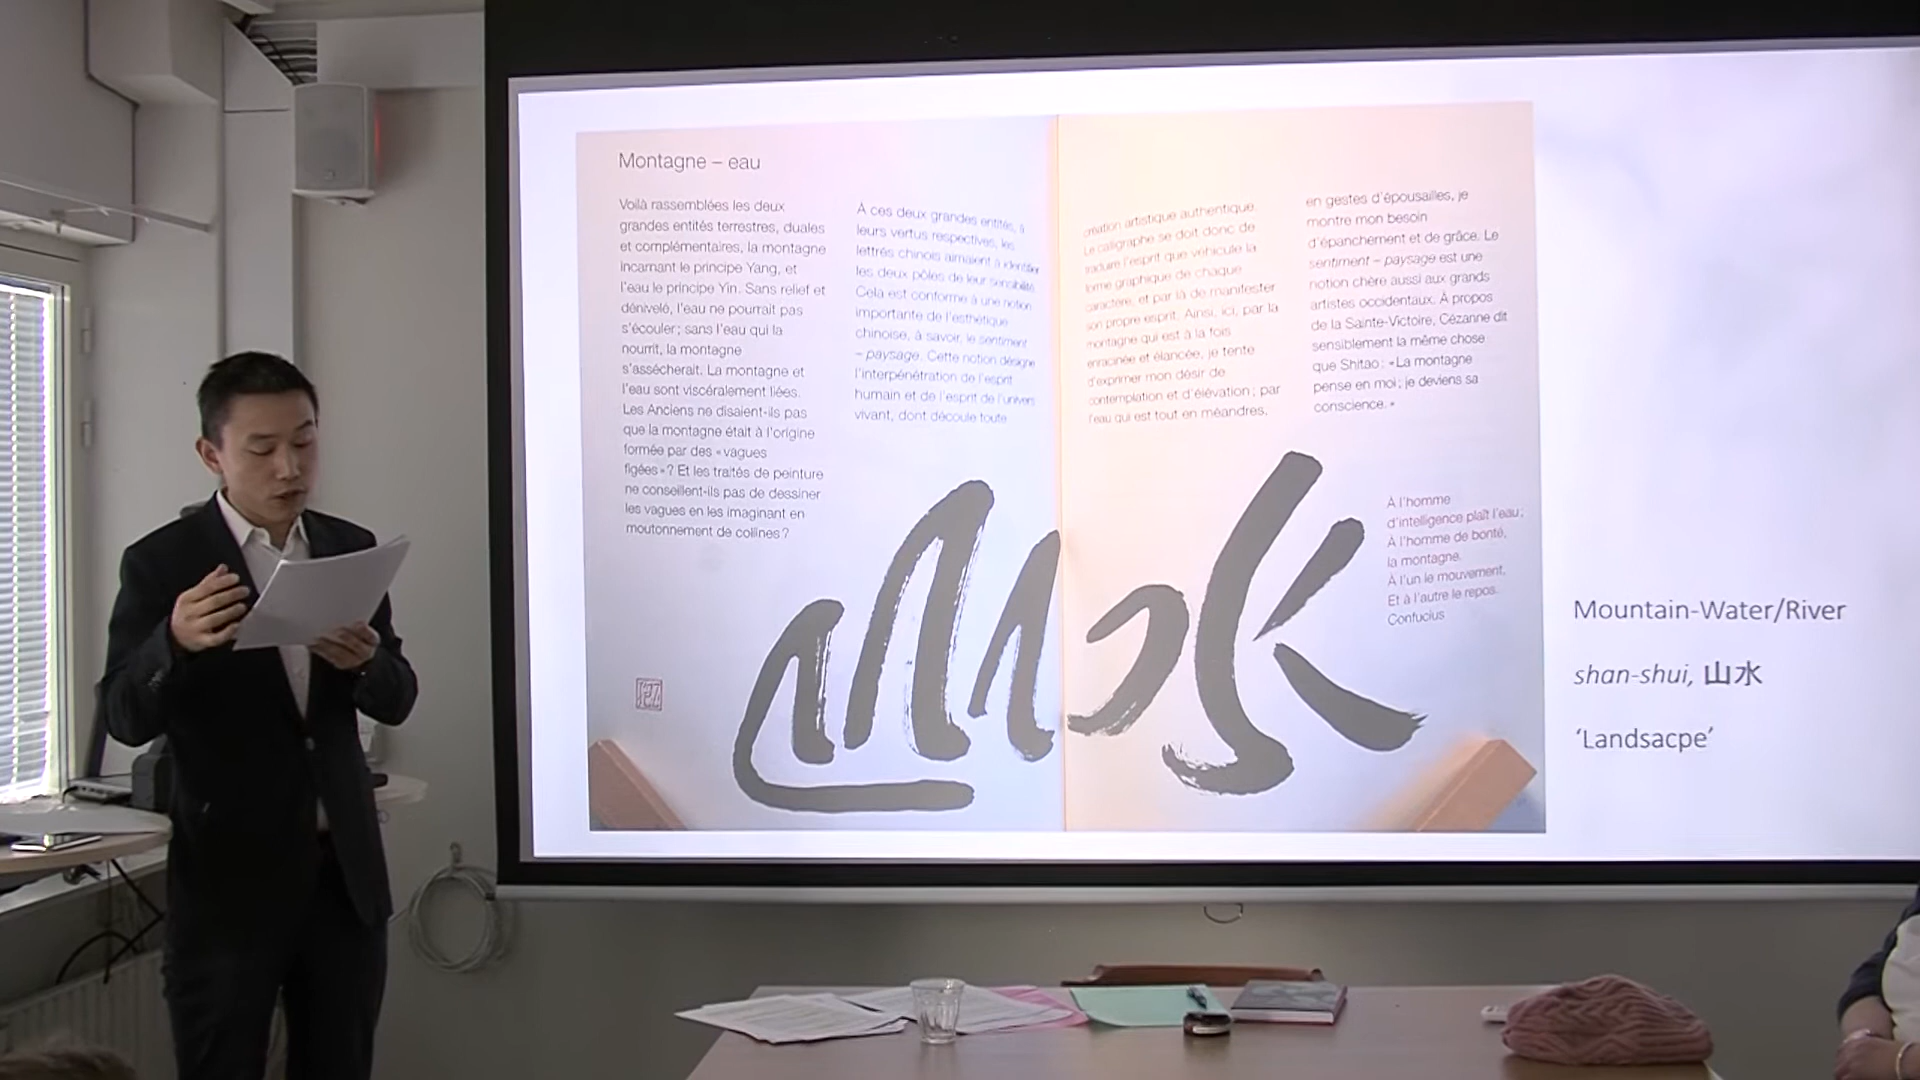 Montagne – eau
Voilà rassemblées les deux
grandes entités terrestres, duales
et complémentaires, la montagne
incarnant le principe Yang, et
l'eau le principe Yin. Sans relief et
dénivelé, l'eau ne pourrait pas
s'écouler ; sans l'eau qui la
nourrit, la montagne
s'assécherait. La montagne et
l'eau sont viscéralement liées.
Les Anciens ne disaient-ils pas
que la montagne était à l'origine
formée par des « vagues
figées » ? Et les traités de peinture
ne conseillent-ils pas de dessiner
les vagues en les imaginant en
moutonnement de collines ?
À ces deux grandes entités, à
leurs vertus respectives, les
lettrés chinois aimaient à identifier
les deux pôles de leur sensibilité.
Cela est conforme à une notion
importante de l'esthétique
chinoise, à savoir, le sentiment
– paysage. Cette notion désigne
l'interpénétration de l'esprit
humain et de l'esprit de l'univers
vivant, dont découle toute
création artistique authentique.
Le calligraphe se doit donc de
traduire l'esprit que véhicule la
forme graphique de chaque
caractère, et par là de manifester
son propre esprit. Ainsi, ici, par la
montagne qui est à la fois
enracinée et élancée, je tente
d'exprimer mon désir de
contemplation et d'élévation ; par
l'eau qui est tout en méandres,
en gestes d'épousailles, je
montre mon besoin
d'épanchement et de grâce. Le
sentiment – paysage est une
notion chère aussi aux grands
artistes occidentaux. À propos
de la Sainte-Victoire, Cézanne dit
sensiblement la même chose
que Shitao : « La montagne
pense en moi ; je deviens sa
conscience. »
山水
À l'homme
d'intelligence plaît l'eau ;
À l'homme de bonté,
la montagne.
À l'un le mouvement,
Et à l'autre le repos.
Confucius
Mountain-Water/River
shan-shui, 山水
‘Landsacpe’